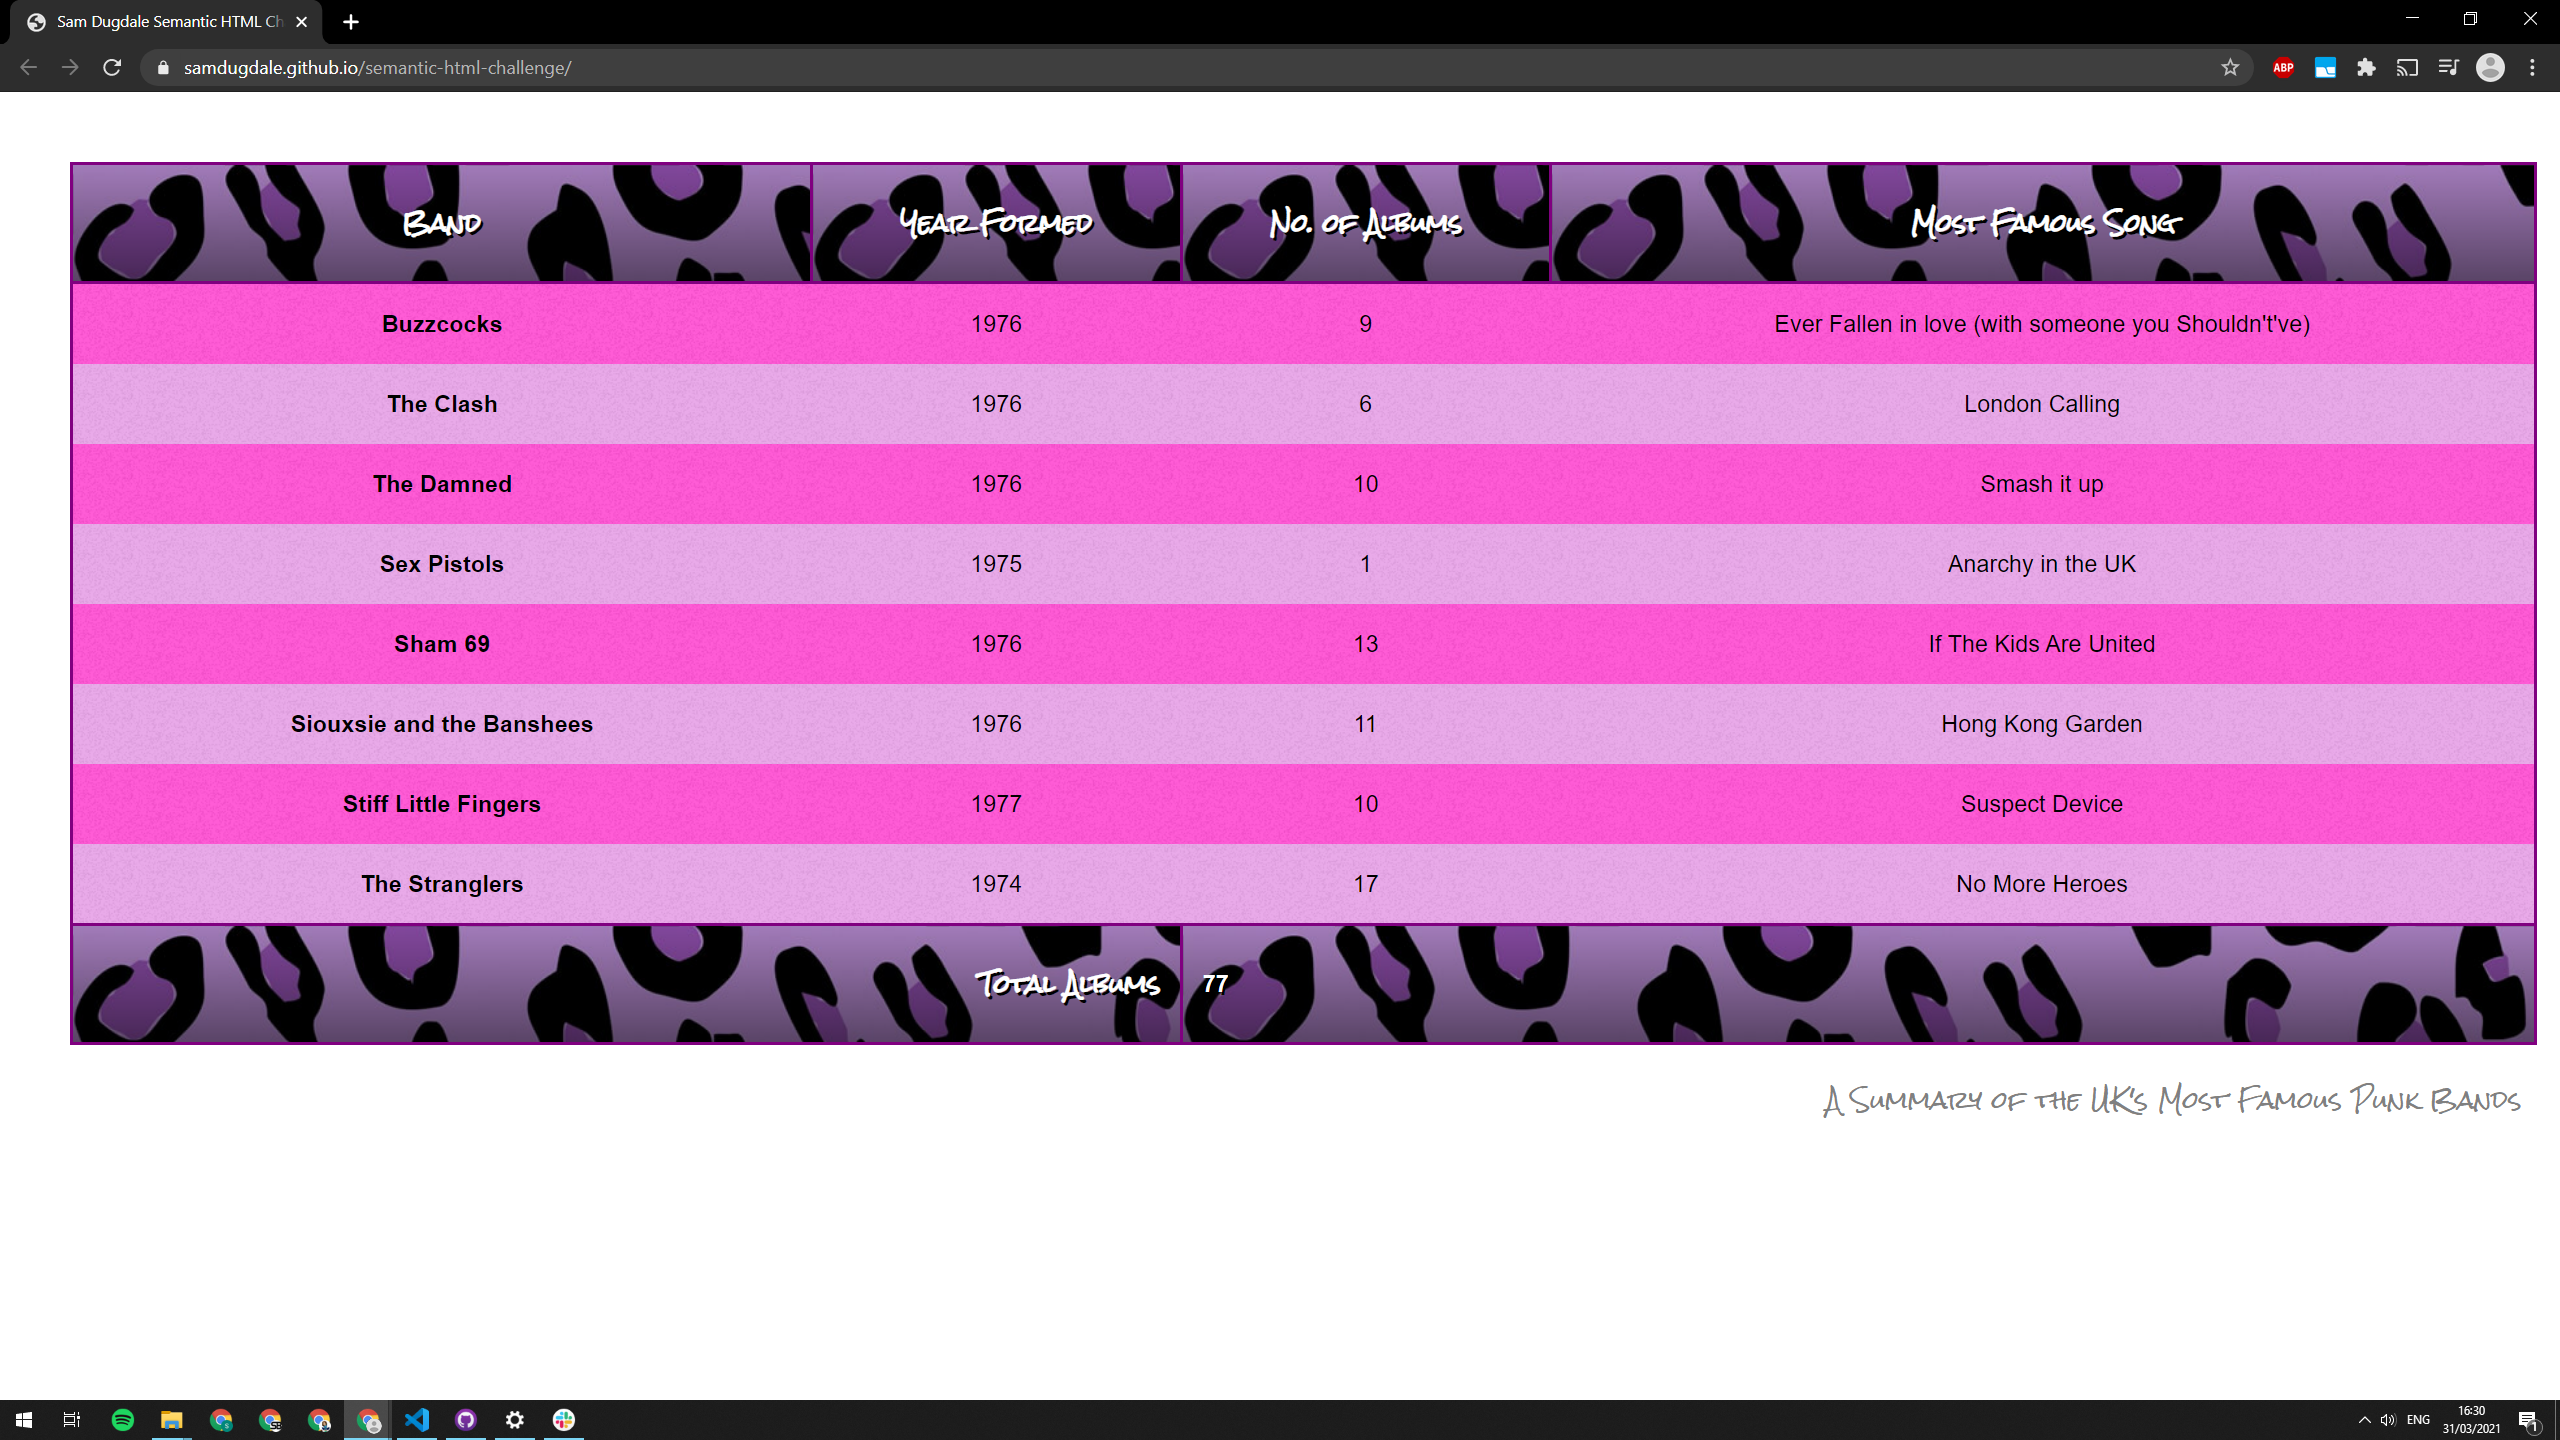 Sam Dugdale Semantic HTML Ch
samdugdale.github.io/semantic-html-challenge/
ABP
Band Year Formed No. of Albums Most Famous Song
Buzzcocks 1976 9 Ever Fallen in love (with someone you Shouldn't've)
The Clash 1976 6 London Calling
The Damned 1976 10 Smash it up
Sex Pistols 1975 1 Anarchy in the UK
Sham 69 1976 13 If The Kids Are United
Siouxsie and the Banshees 1976 11 Hong Kong Garden
Stiff Little Fingers 1977 10 Suspect Device
The Stranglers 1974 17 No More Heroes
Total Albums 77
A Summary of the UK's Most Famous Punk Bands
ENG
16:30
31/03/2021
1